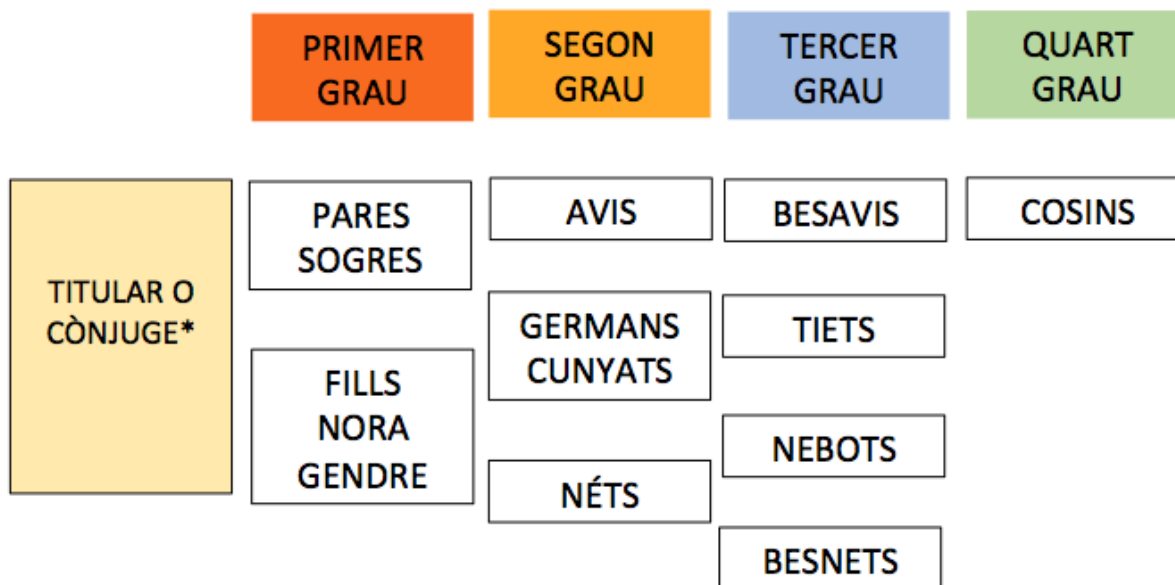 PRIMER
GRAU
SEGON
GRAU
TERCER
GRAU
QUART
GRAU
TITULAR O
CÒNJUGE*
PARES
SOGRES
FILLS
NORA
GENDRE
AVIS
GERMANS
CUNYATS
NÉTS
BESAVIS
TIETS
NEBOTS
BESNETS
COSINS